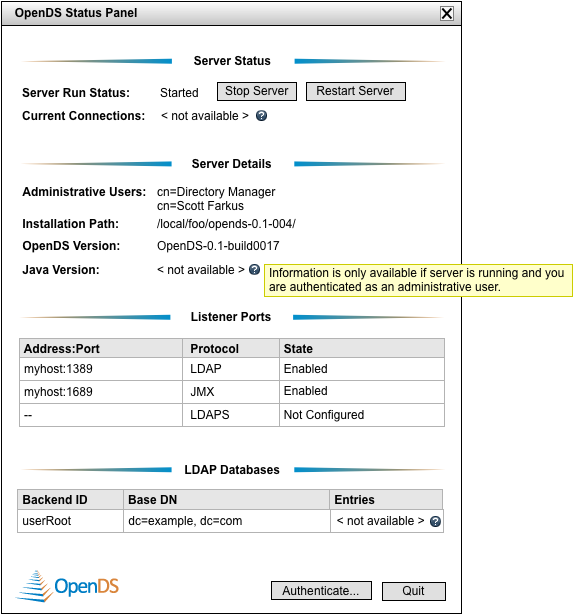 OpenDS Status Panel
Server Status
Server Run Status: Started Stop Server Restart Server
Current Connections: < not available > ?
Server Details
Administrative Users: cn=Directory Manager
cn=Scott Farkus
Installation Path: /local/foo/opends-0.1-004/
OpenDS Version: OpenDS-0.1-build0017
Java Version: < not available > ?
Information is only available if server is running and you
are authenticated as an administrative user.
Listener Ports
Address:Port Protocol State
myhost:1389 LDAP Enabled
myhost:1689 JMX Enabled
-- LDAPS Not Configured
LDAP Databases
Backend ID Base DN Entries
userRoot dc=example, dc=com < not available > ?
OpenDS Authenticate... Quit